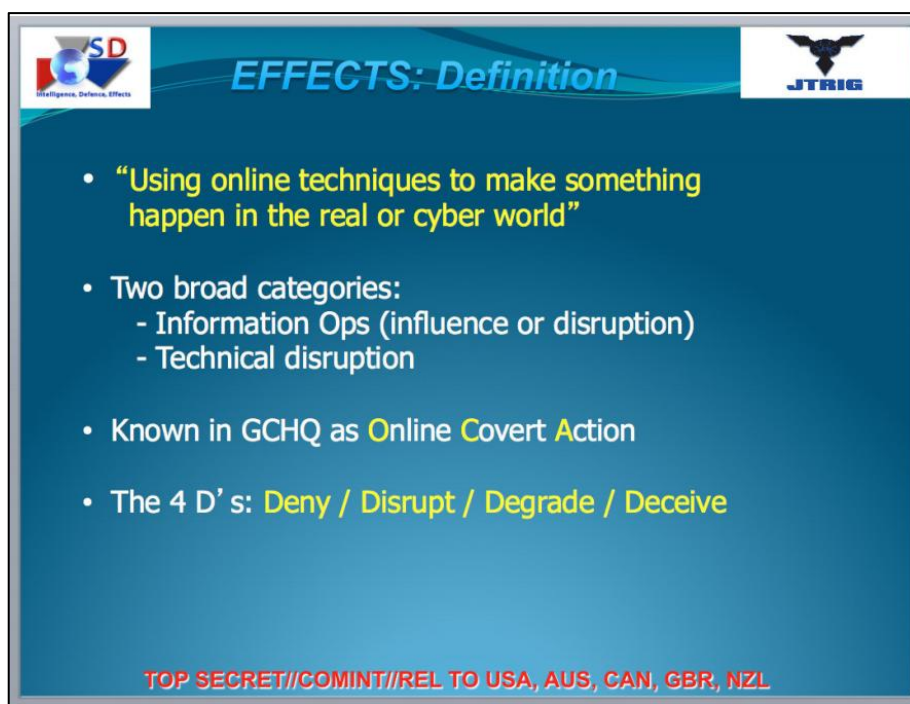 SD
Intelligence, Defence, Effects
EFFECTS: Definition
JTRIG
• “Using online techniques to make something
happen in the real or cyber world”
• Two broad categories:
- Information Ops (influence or disruption)
- Technical disruption
• Known in GCHQ as Online Covert Action
• The 4 D’s: Deny / Disrupt / Degrade / Deceive
TOP SECRET//COMINT//REL TO USA, AUS, CAN, GBR, NZL